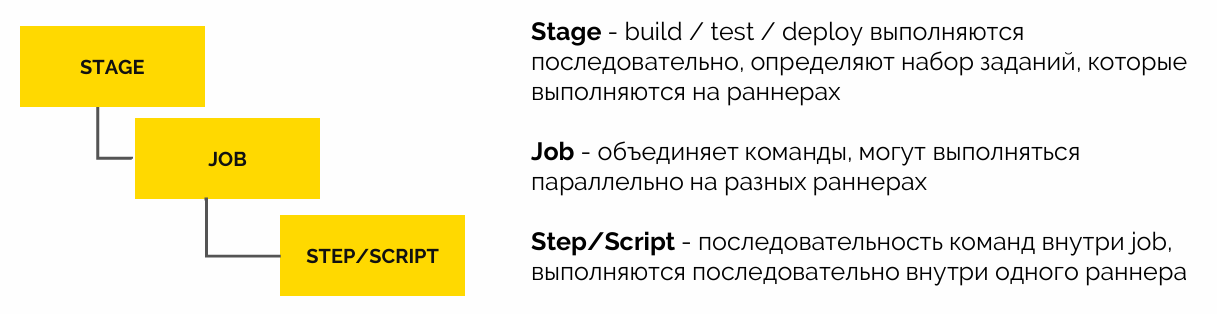 STAGE
JOB
STEP/SCRIPT
Stage - build / test / deploy выполняются
последовательно, определяют набор заданий, которые
выполняются на раннерах
Job - объединяет команды, могут выполняться
параллельно на разных раннерах
Step/Script - последовательность команд внутри job,
выполняются последовательно внутри одного раннера